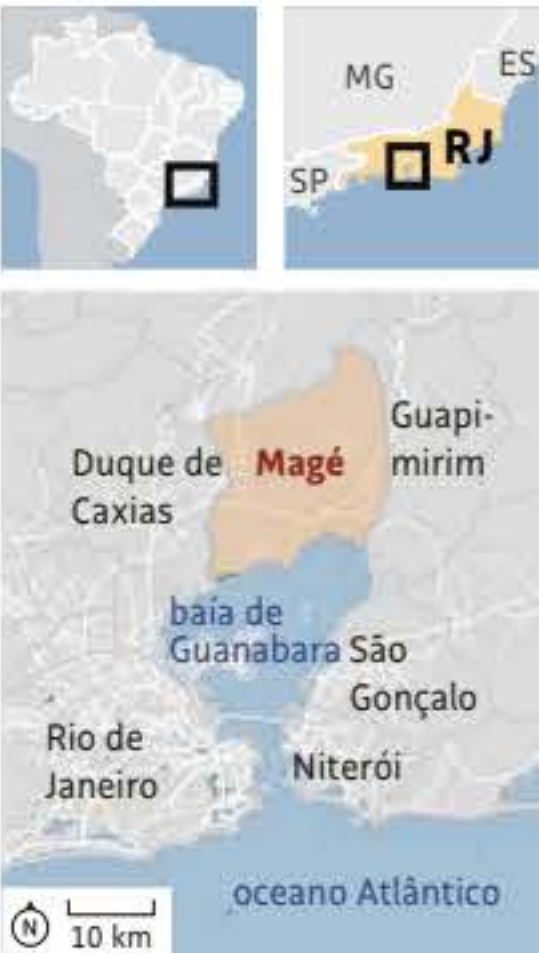 MG
ES
RJ
SP
Guapi-
mirim
Duque de
Caxias
Magé
baía de
Guanabara
São
Gonçalo
Rio de
Janeiro
Niterói
oceano Atlântico
N
10 km